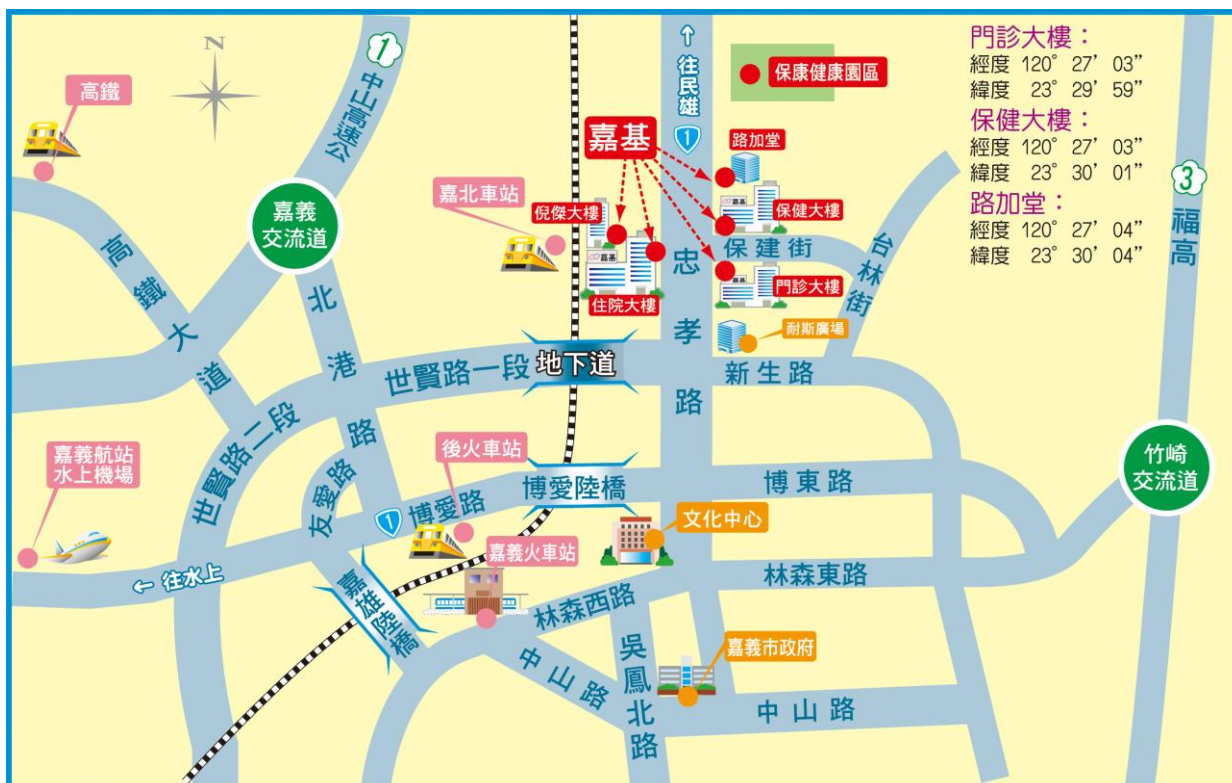 N
1
中山高速公
高鐵
嘉義
交流道
高鐵大道
北港路
嘉北車站
嘉基
倪傑大樓
嘉基
住院大樓
↑往民雄
1
保康健康園區
路加堂
嘉基
保健大樓
保建街
嘉基
門診大樓
耐斯廣場
忠孝路
台林街
新生路
門診大樓：
經度 120° 27’ 03”
緯度 23° 29’ 59”
保健大樓：
經度 120° 27’ 03”
緯度 23° 30’ 01”
路加堂：
經度 120° 27’ 04”
緯度 23° 30’ 04”
3
福高
竹崎
交流道
世賢路一段
地下道
世賢路二段
友愛路
嘉義航站
水上機場
←往水上
1
博愛路
後火車站
博愛陸橋
博東路
文化中心
嘉義火車站
嘉雄陸橋
林森西路
林森東路
中山路
吳鳳北路
嘉義市政府
中山路